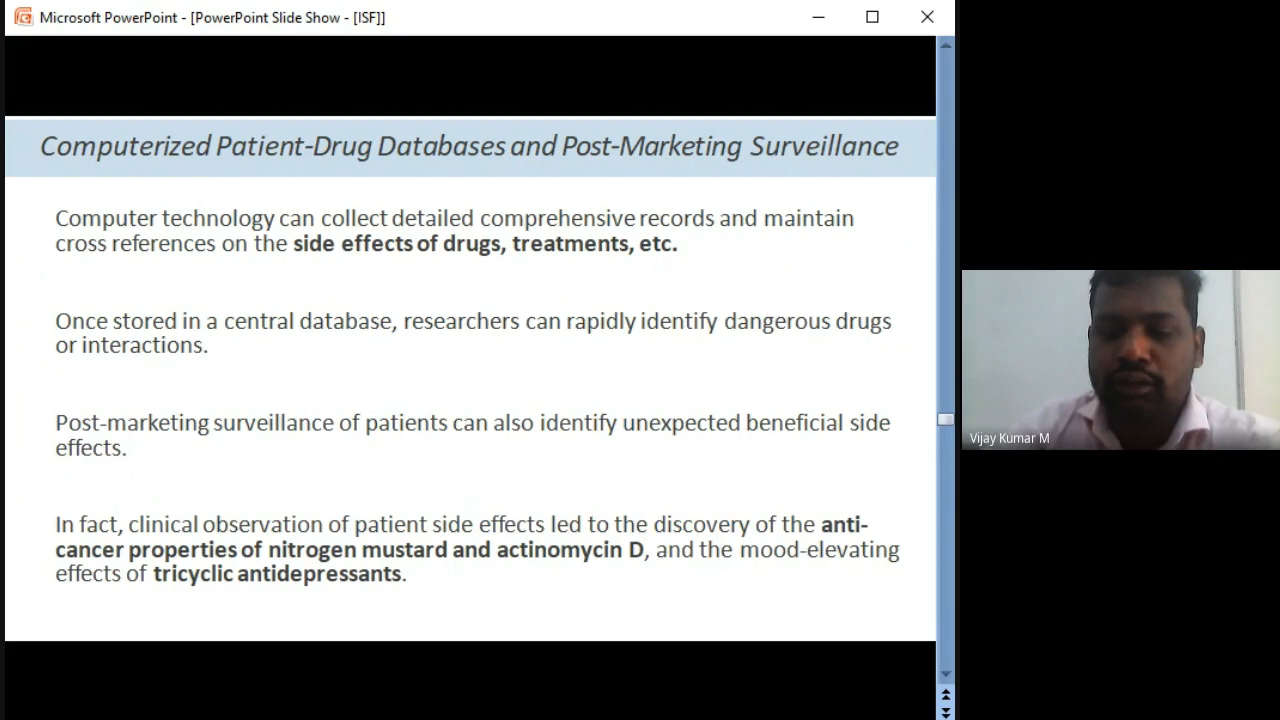 Microsoft PowerPoint - [PowerPoint Slide Show - [ISF]]
Computerized Patient-Drug Databases and Post-Marketing Surveillance
Computer technology can collect detailed comprehensive records and maintain
cross references on the side effects of drugs, treatments, etc.
Once stored in a central database, researchers can rapidly identify dangerous drugs
or interactions.
Post-marketing surveillance of patients can also identify unexpected beneficial side
effects.
In fact, clinical observation of patient side effects led to the discovery of the anti-
cancer properties of nitrogen mustard and actinomycin D, and the mood-elevating
effects of tricyclic antidepressants.
Vijay Kumar M